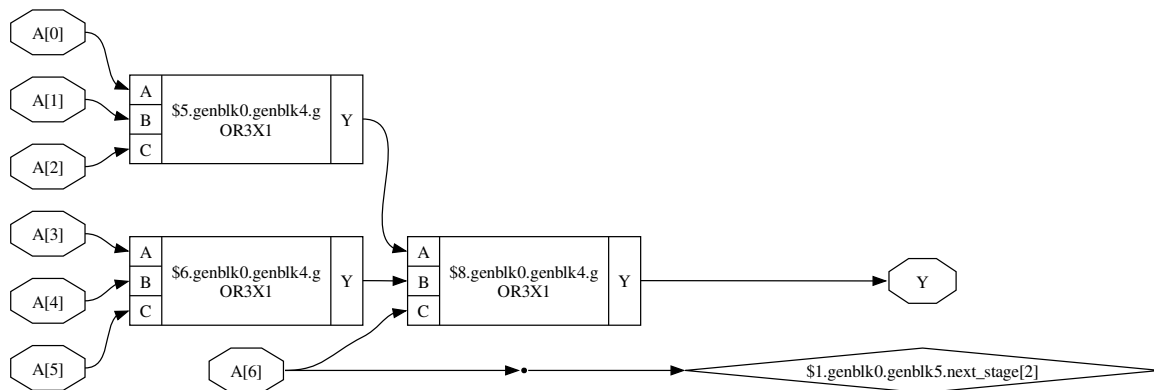 A[0]
A[1]
A[2]
A
B
C
$5.genblk0.genblk4.g
OR3X1
Y
A[3]
A[4]
A[5]
A
B
C
$6.genblk0.genblk4.g
OR3X1
Y
A[6]
A
B
C
$8.genblk0.genblk4.g
OR3X1
Y
Y
$1.genblk0.genblk5.next_stage[2]